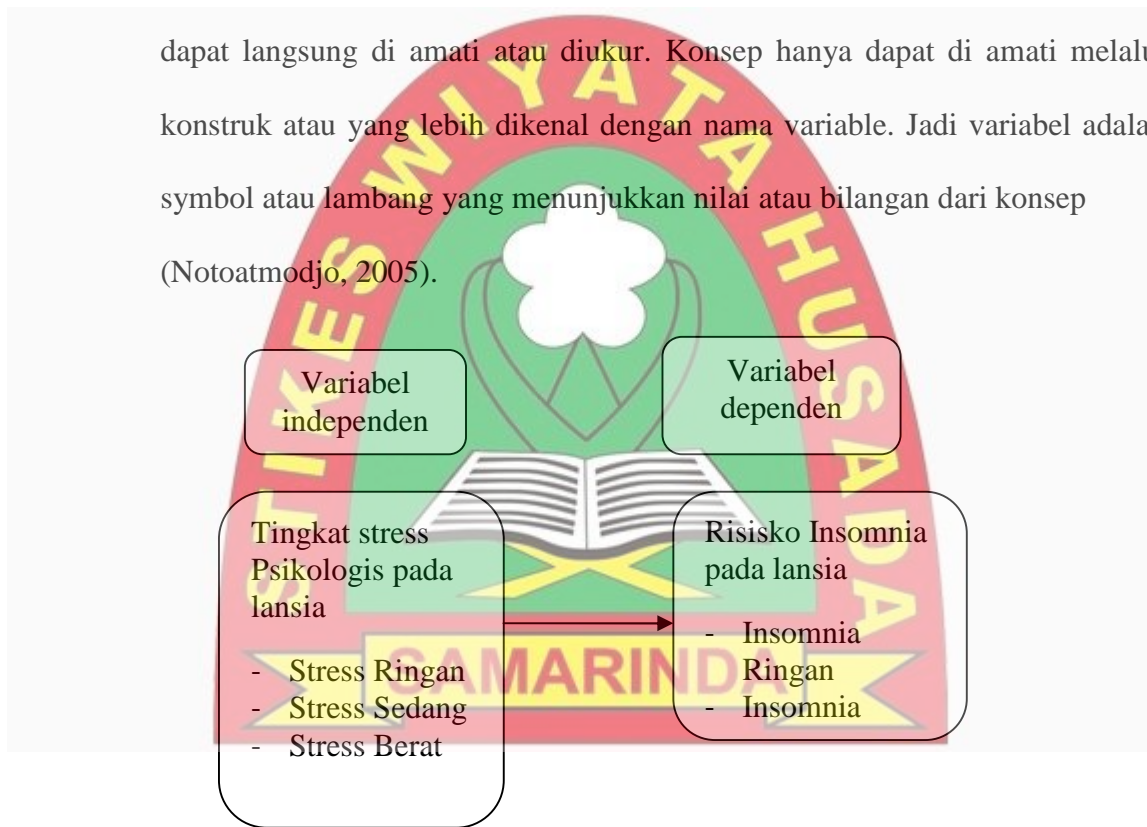 dapat langsung di amati atau diukur. Konsep hanya dapat di amati melalu
konstruk atau yang lebih dikenal dengan nama variable. Jadi variabel adala
symbol atau lambang yang menunjukkan nilai atau bilangan dari konsep
(Notoatmodjo, 2005).
STIKES WIYATA HUSADA
SAMARINDA
Variabel
independen
Variabel
dependen
Tingkat stress
Psikologis pada
lansia
- Stress Ringan
- Stress Sedang
- Stress Berat
Risisko Insomnia
pada lansia
- Insomnia
Ringan
- Insomnia